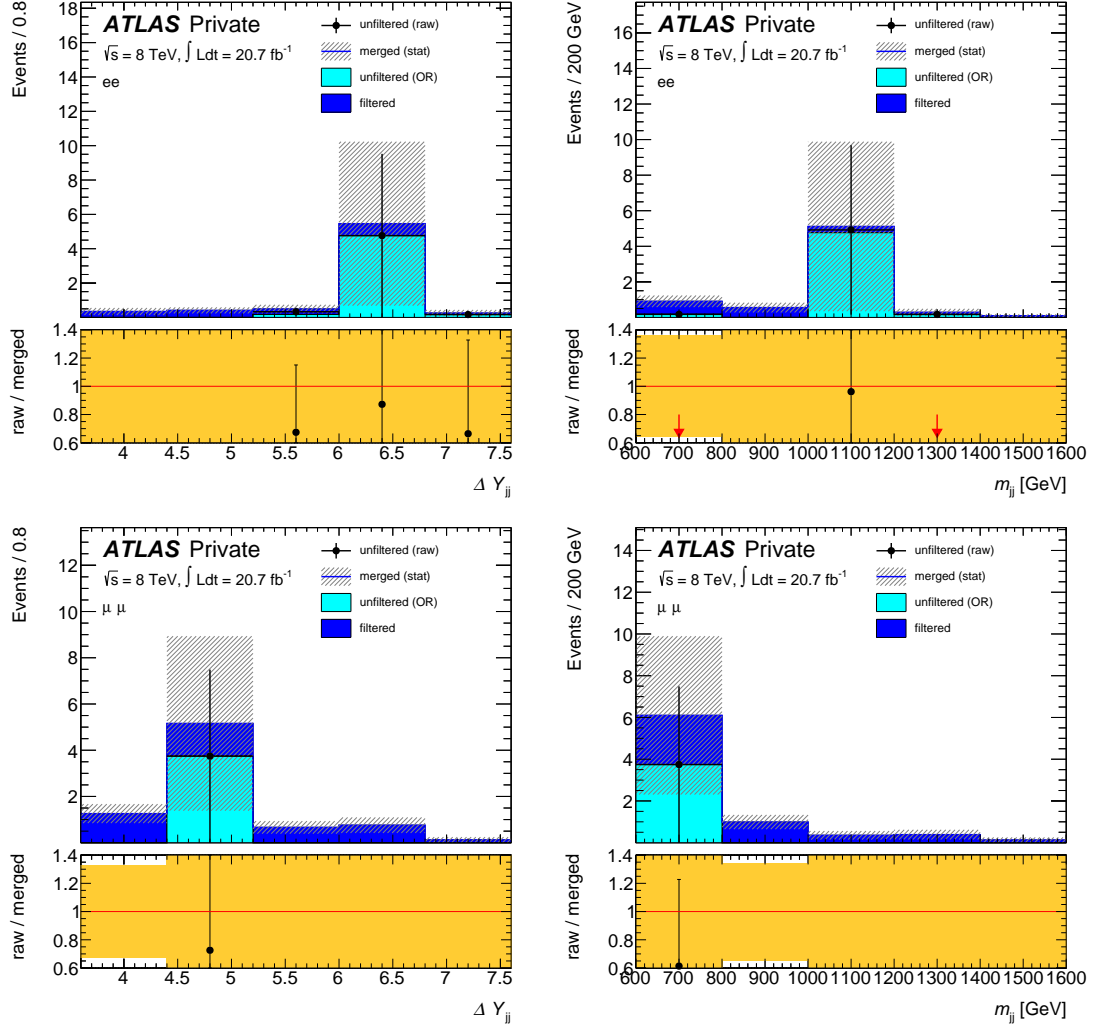 Events / 0.8
ATLAS Private
√s = 8 TeV, ∫ Ldt = 20.7 fb⁻¹
ee
unfiltered (raw)
merged (stat)
unfiltered (OR)
filtered
18
16
14
12
10
8
6
4
2
raw / merged
1.4
1.2
1
0.8
0.6
4 4.5 5 5.5 6 6.5 7 7.5
Δ Y_jj
Events / 200 GeV
ATLAS Private
√s = 8 TeV, ∫ Ldt = 20.7 fb⁻¹
ee
unfiltered (raw)
merged (stat)
unfiltered (OR)
filtered
16
14
12
10
8
6
4
2
raw / merged
1.4
1.2
1
0.8
0.6
600 700 800 900 1000 1100 1200 1300 1400 1500 1600
m_jj [GeV]
Events / 0.8
ATLAS Private
√s = 8 TeV, ∫ Ldt = 20.7 fb⁻¹
μ μ
unfiltered (raw)
merged (stat)
unfiltered (OR)
filtered
12
10
8
6
4
2
raw / merged
1.4
1.2
1
0.8
0.6
4 4.5 5 5.5 6 6.5 7 7.5
Δ Y_jj
Events / 200 GeV
ATLAS Private
√s = 8 TeV, ∫ Ldt = 20.7 fb⁻¹
μ μ
unfiltered (raw)
merged (stat)
unfiltered (OR)
filtered
14
12
10
8
6
4
2
raw / merged
1.4
1.2
1
0.8
0.6
600 700 800 900 1000 1100 1200 1300 1400 1500 1600
m_jj [GeV]